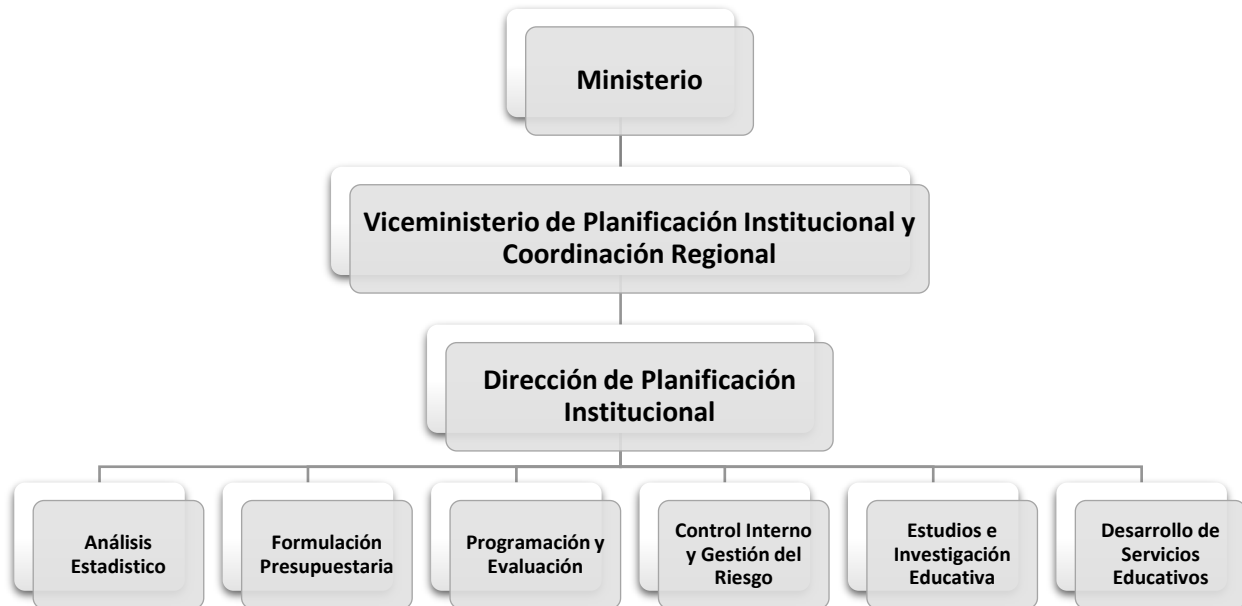 Ministerio
Viceministerio de Planificación Institucional y
Coordinación Regional
Dirección de Planificación
Institucional
Análisis
Estadistico
Formulación
Presupuestaria
Programación y
Evaluación
Control Interno
y Gestión del
Riesgo
Estudios e
Investigación
Educativa
Desarrollo de
Servicios
Educativos